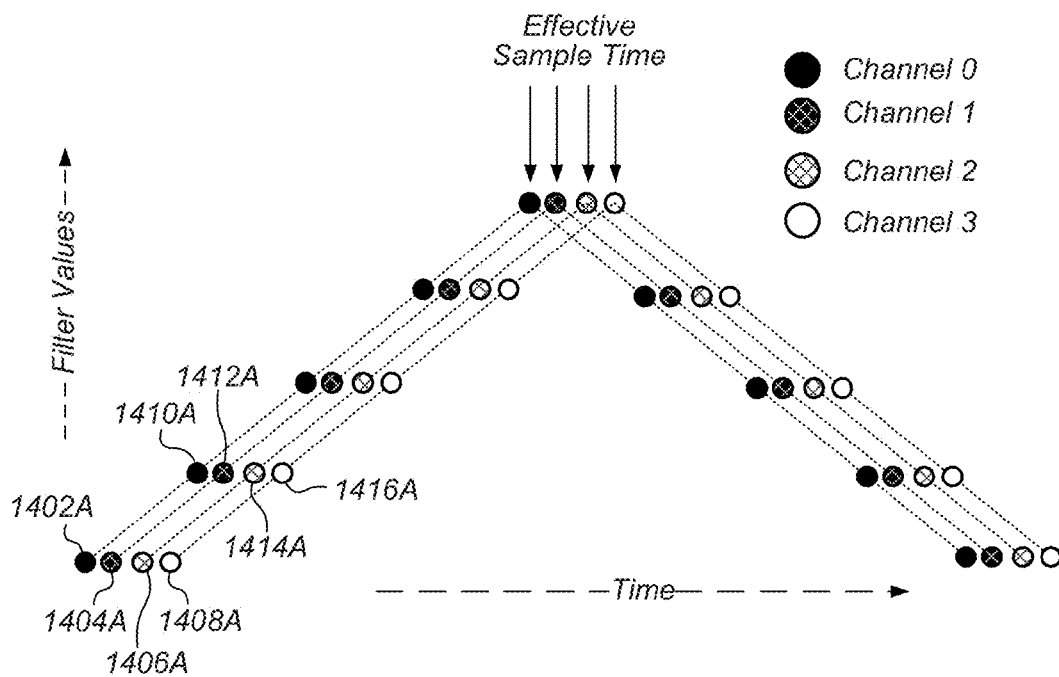 Effective
Sample Time
Channel 0
Channel 1
Channel 2
Channel 3
Filter Values
1412A
1410A
1416A
1402A
1414A
1404A
1408A
1406A
Time